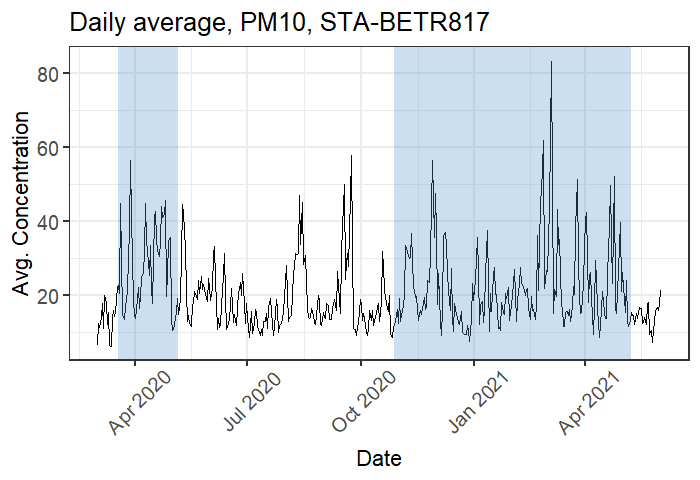 Daily average, PM10, STA-BETR817
Avg. Concentration
80
60
40
20
Apr 2020
Jul 2020
Oct 2020
Jan 2021
Apr 2021
Date